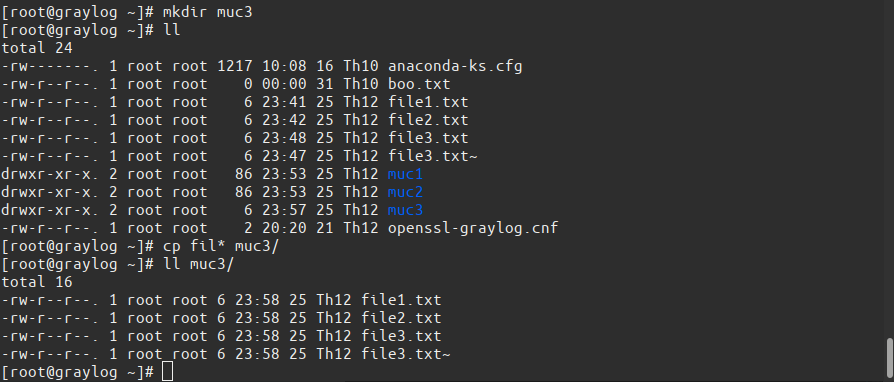 [root@graylog ~]# mkdir muc3
[root@graylog ~]# ll
total 24
-rw-------. 1 root root 1217 10:08 16 Th10 anaconda-ks.cfg
-rw-r--r--. 1 root root    0 00:00 31 Th10 boo.txt
-rw-r--r--. 1 root root    6 23:41 25 Th12 file1.txt
-rw-r--r--. 1 root root    6 23:42 25 Th12 file2.txt
-rw-r--r--. 1 root root    6 23:48 25 Th12 file3.txt
-rw-r--r--. 1 root root    6 23:47 25 Th12 file3.txt~
drwxr-xr-x. 2 root root   86 23:53 25 Th12 muc1
drwxr-xr-x. 2 root root   86 23:53 25 Th12 muc2
drwxr-xr-x. 2 root root    6 23:57 25 Th12 muc3
-rw-r--r--. 1 root root    2 20:20 21 Th12 openssl-graylog.cnf
[root@graylog ~]# cp fil* muc3/
[root@graylog ~]# ll muc3/
total 16
-rw-r--r--. 1 root root 6 23:58 25 Th12 file1.txt
-rw-r--r--. 1 root root 6 23:58 25 Th12 file2.txt
-rw-r--r--. 1 root root 6 23:58 25 Th12 file3.txt
-rw-r--r--. 1 root root 6 23:58 25 Th12 file3.txt~
[root@graylog ~]#